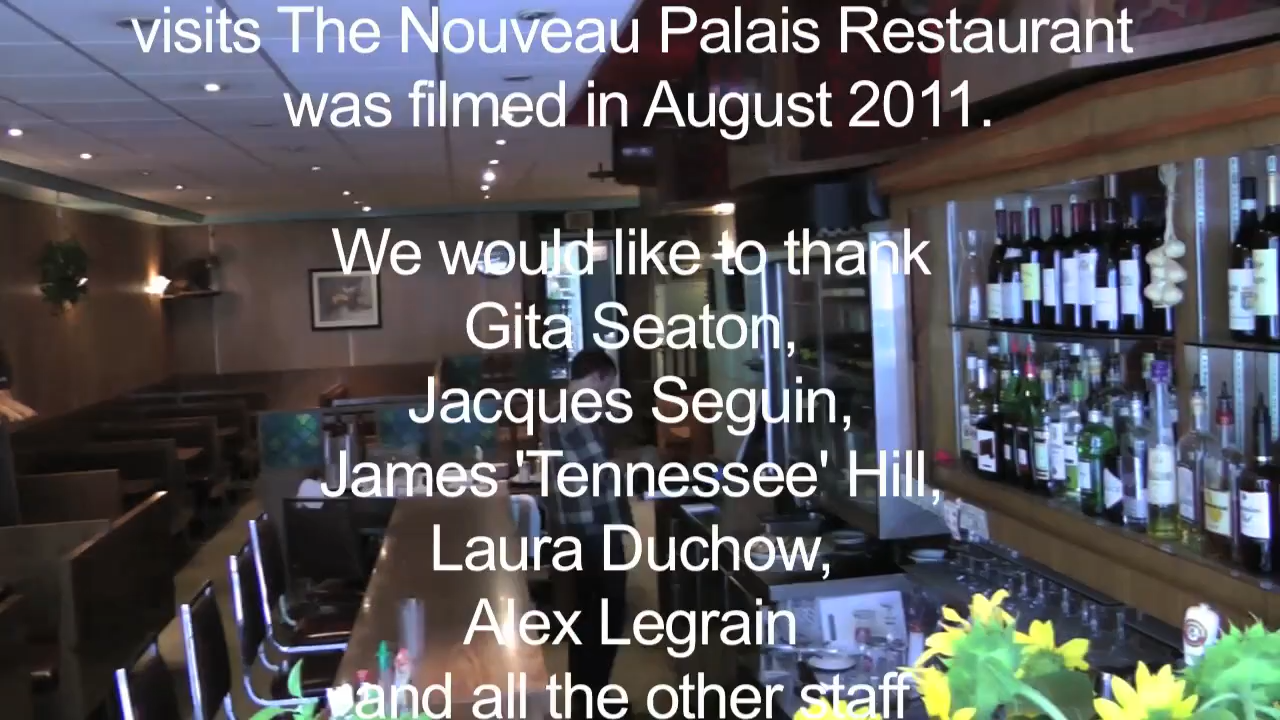 visits The Nouveau Palais Restaurant
was filmed in August 2011.
We would like to thank
Gita Seaton,
Jacques Seguin,
James 'Tennessee' Hill,
Laura Duchow,
Alex Legrain
and all the other staff